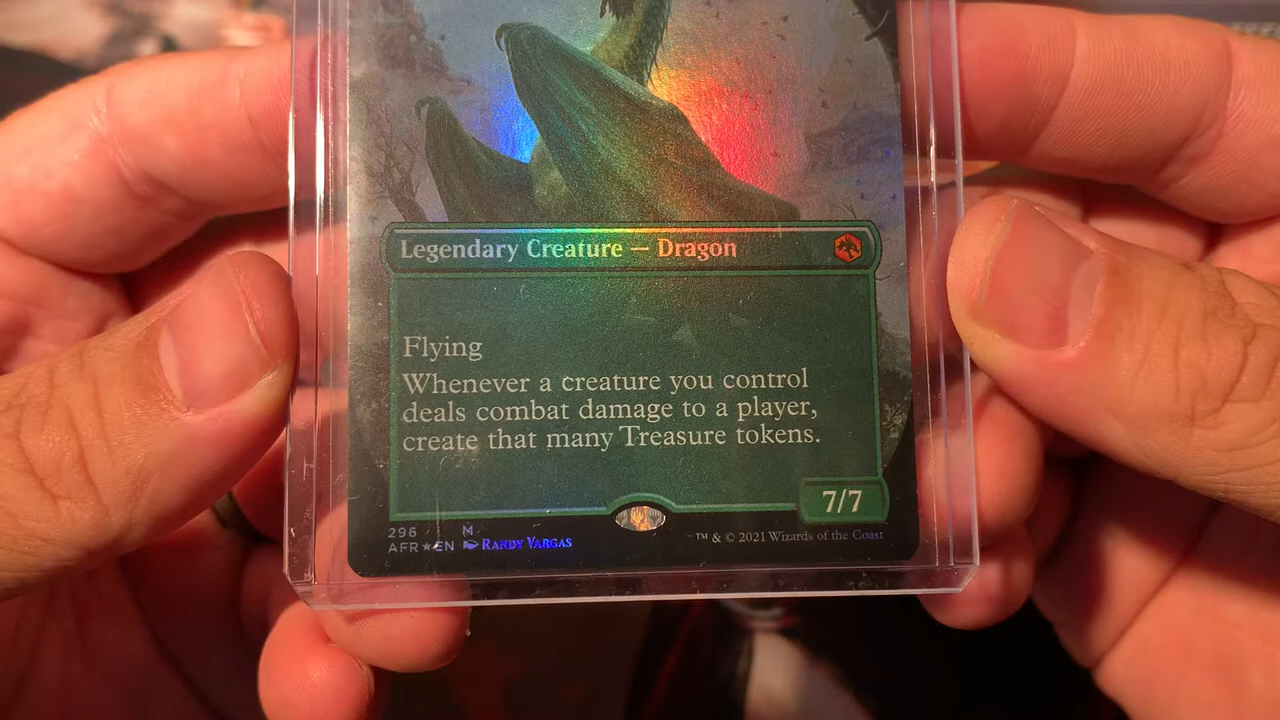 Legendary Creature — Dragon
Flying
Whenever a creature you control
deals combat damage to a player,
create that many Treasure tokens.
7/7
296 M
AFR★EN RANDY VARGAS
™ & © 2021 Wizards of the Coast